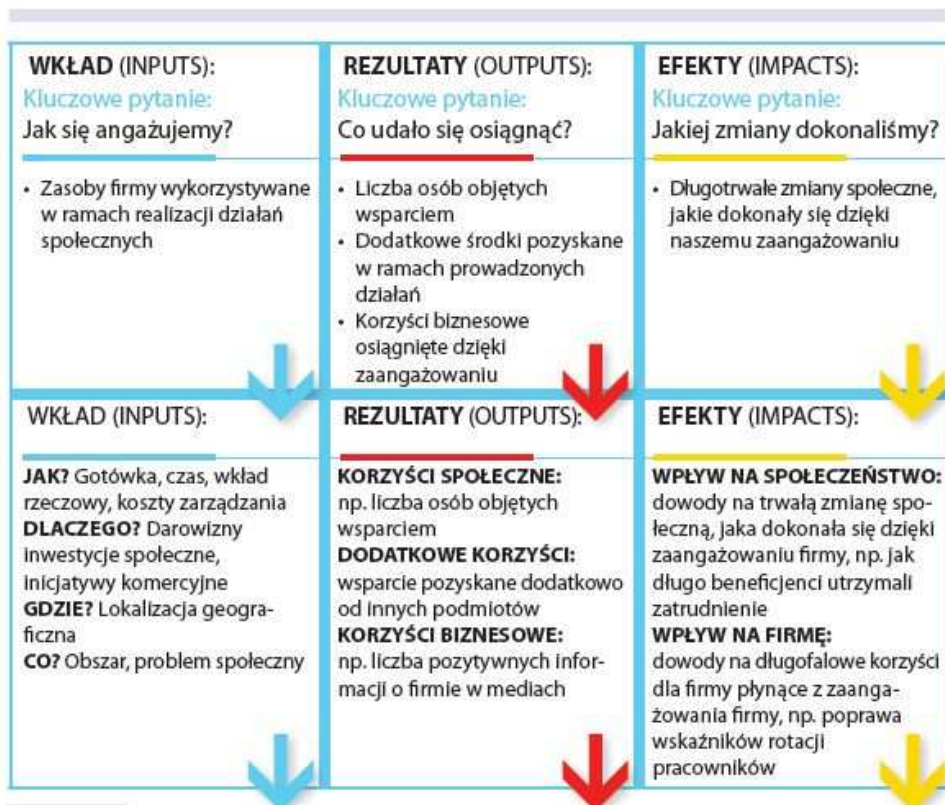 WKŁAD (INPUTS):
Kluczowe pytanie:
Jak się angażujemy?
• Zasoby firmy wykorzystywane
w ramach realizacji działań
społecznych
REZULTATY (OUTPUTS):
Kluczowe pytanie:
Co udało się osiągnąć?
• Liczba osób objętych
wsparciem
• Dodatkowe środki pozyskane
w ramach prowadzonych
działań
• Korzyści biznesowe
osiągnięte dzięki
zaangażowaniu
EFEKTY (IMPACTS):
Kluczowe pytanie:
Jakiej zmiany dokonaliśmy?
• Długotrwałe zmiany społeczne,
jakie dokonały się dzięki
naszemu zaangażowaniu
WKŁAD (INPUTS):
JAK? Gotówka, czas, wkład
rzeczowy, koszty zarządzania
DLACZEGO? Darowizny
inwestycje społeczne,
inicjatywy komercyjne
GDZIE? Lokalizacja geogra-
ficzna
CO? Obszar, problem społeczny
REZULTATY (OUTPUTS):
KORZYŚCI SPOŁECZNE:
np. liczba osób objętych
wsparciem
DODATKOWE KORZYŚCI:
wsparcie pozyskane dodatkowo
od innych podmiotów
KORZYŚCI BIZNESOWE:
np. liczba pozytywnych infor-
macji o firmie w mediach
EFEKTY (IMPACTS):
WPŁYW NA SPOŁECZEŃSTWO:
dowody na trwałą zmianę spo-
łeczną, jaka dokonała się dzięki
zaangażowaniu firmy, np. jak
długo beneficjenci utrzymali
zatrudnienie
WPŁYW NA FIRMĘ:
dowody na długofalowe korzyści
dla firmy płynące z zaanga-
żowania firmy, np. poprawa
wskaźników rotacji
pracowników